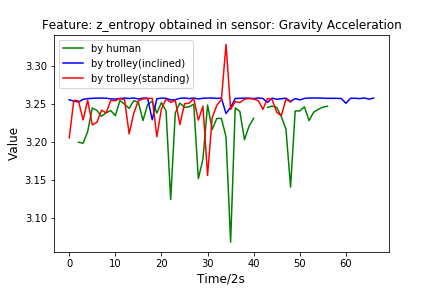 Feature: z_entropy obtained in sensor: Gravity Acceleration
by human
by trolley(inclined)
by trolley(standing)
3.30
3.25
3.20
3.15
3.10
Value
0 10 20 30 40 50 60
Time/2s